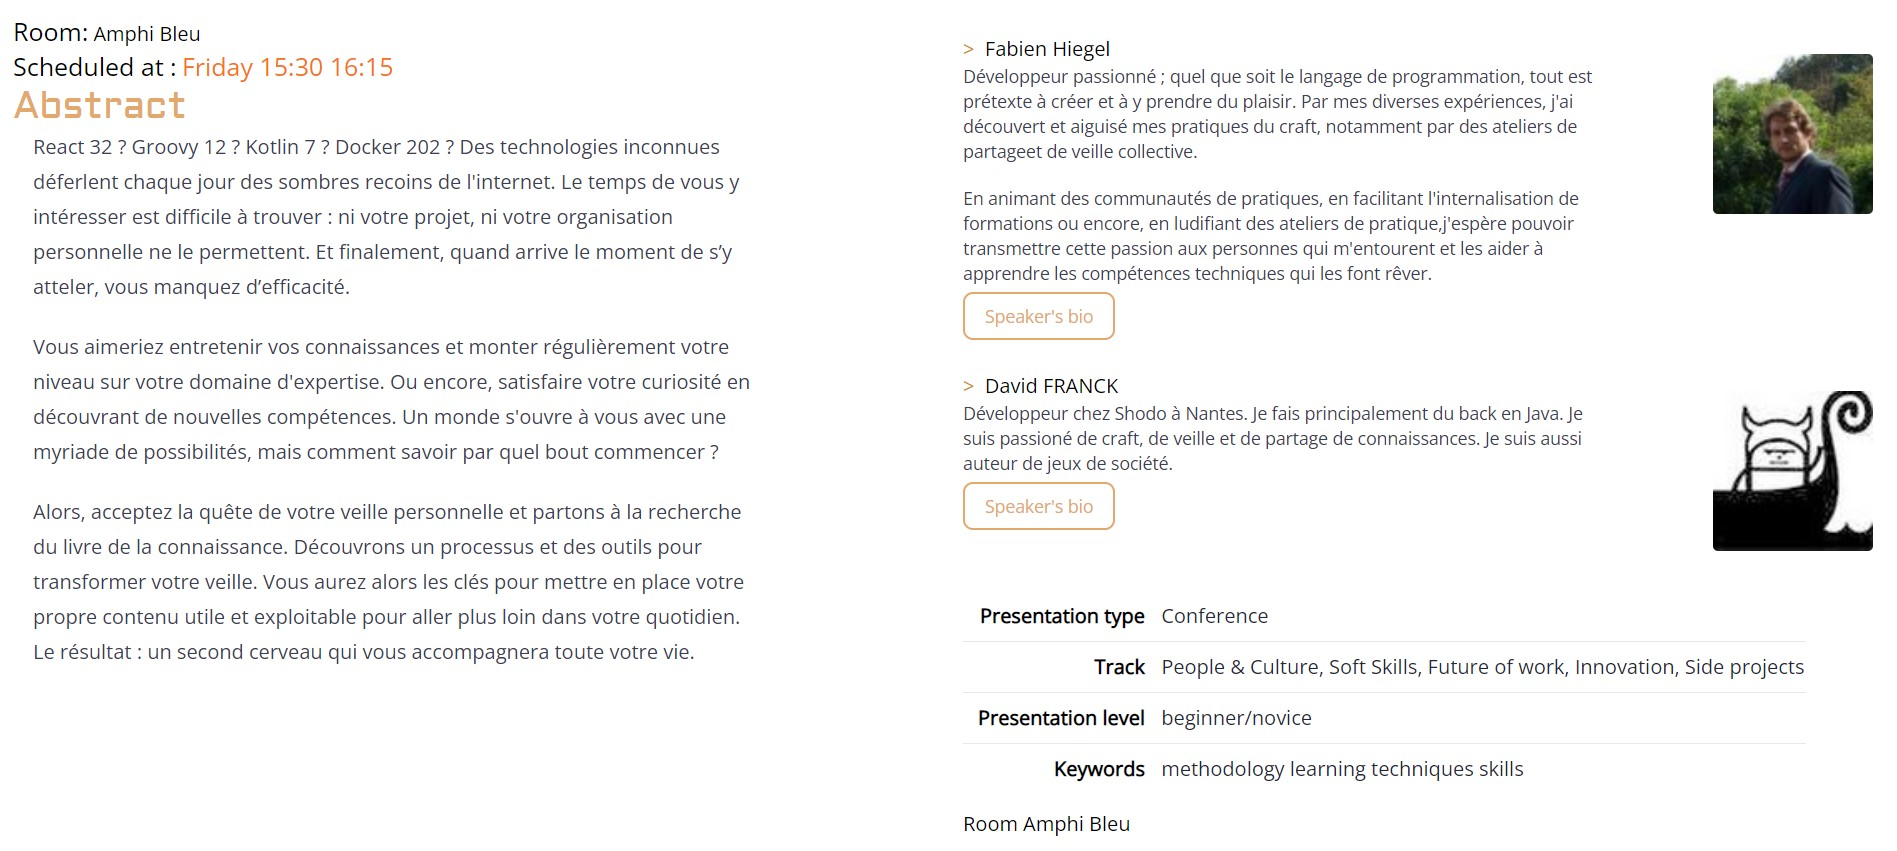 Room: Amphi Bleu
Scheduled at : Friday 15:30 16:15
Abstract
React 32 ? Groovy 12 ? Kotlin 7 ? Docker 202 ? Des technologies inconnues
déferlent chaque jour des sombres recoins de l'internet. Le temps de vous y
intéresser est difficile à trouver : ni votre projet, ni votre organisation
personnelle ne le permettent. Et finalement, quand arrive le moment de s’y
atteler, vous manquez d’efficacité.
Vous aimeriez entretenir vos connaissances et monter régulièrement votre
niveau sur votre domaine d'expertise. Ou encore, satisfaire votre curiosité en
découvrant de nouvelles compétences. Un monde s'ouvre à vous avec une
myriade de possibilités, mais comment savoir par quel bout commencer ?
Alors, acceptez la quête de votre veille personnelle et partons à la recherche
du livre de la connaissance. Découvrons un processus et des outils pour
transformer votre veille. Vous aurez alors les clés pour mettre en place votre
propre contenu utile et exploitable pour aller plus loin dans votre quotidien.
Le résultat : un second cerveau qui vous accompagnera toute votre vie.
> Fabien Hiegel
Développeur passionné ; quel que soit le langage de programmation, tout est
prétexte à créer et à y prendre du plaisir. Par mes diverses expériences, j'ai
découvert et aiguisé mes pratiques du craft, notamment par des ateliers de
partageet de veille collective.
En animant des communautés de pratiques, en facilitant l'internalisation de
formations ou encore, en ludifiant des ateliers de pratique,j'espère pouvoir
transmettre cette passion aux personnes qui m'entourent et les aider à
apprendre les compétences techniques qui les font rêver.
Speaker's bio
> David FRANCK
Développeur chez Shodo à Nantes. Je fais principalement du back en Java. Je
suis passioné de craft, de veille et de partage de connaissances. Je suis aussi
auteur de jeux de société.
Speaker's bio
Presentation type Conference
Track People & Culture, Soft Skills, Future of work, Innovation, Side projects
Presentation level beginner/novice
Keywords methodology learning techniques skills
Room Amphi Bleu